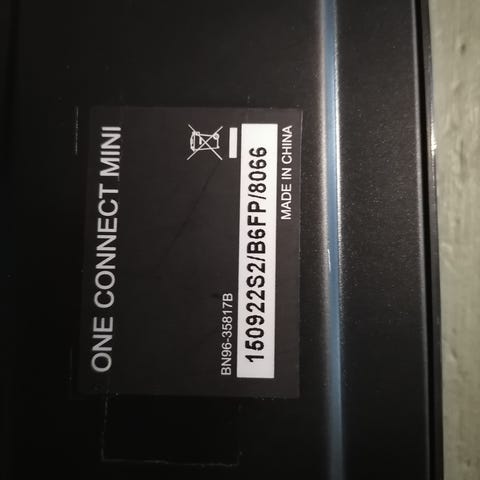 ONE CONNECT MINI
BN96-35817B
150922S2/B6FP/8066
MADE IN CHINA